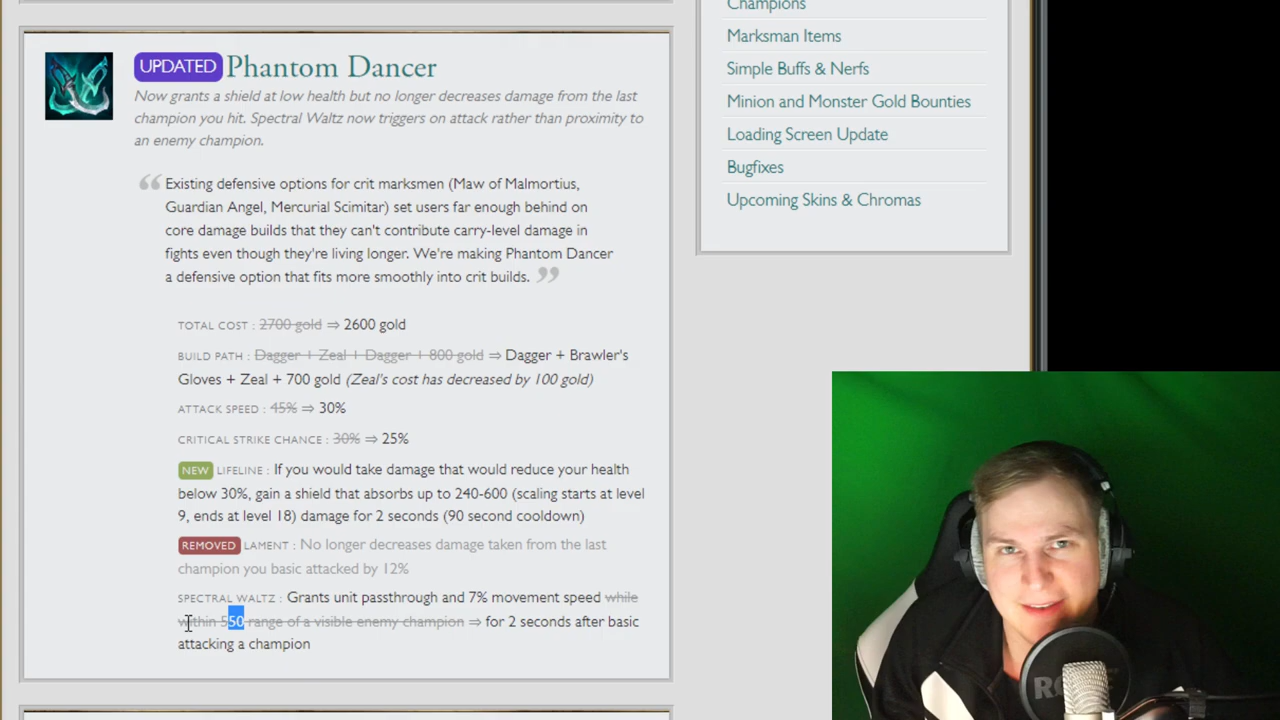 UPDATED Phantom Dancer
Now grants a shield at low health but no longer decreases damage from the last
champion you hit. Spectral Waltz now triggers on attack rather than proximity to
an enemy champion.
“ Existing defensive options for crit marksmen (Maw of Malmortius,
Guardian Angel, Mercurial Scimitar) set users far enough behind on
core damage builds that they can't contribute carry-level damage in
fights even though they're living longer. We're making Phantom Dancer
a defensive option that fits more smoothly into crit builds. ”
TOTAL COST : 2700 gold ⇒ 2600 gold
BUILD PATH : Dagger + Zeal + Dagger + 800 gold ⇒ Dagger + Brawler's
Gloves + Zeal + 700 gold (Zeal's cost has decreased by 100 gold)
ATTACK SPEED : 45% ⇒ 30%
CRITICAL STRIKE CHANCE : 30% ⇒ 25%
NEW LIFELINE : If you would take damage that would reduce your health
below 30%, gain a shield that absorbs up to 240-600 (scaling starts at level
9, ends at level 18) damage for 2 seconds (90 second cooldown)
REMOVED LAMENT : No longer decreases damage taken from the last
champion you basic attacked by 12%
SPECTRAL WALTZ : Grants unit passthrough and 7% movement speed while
within 550 range of a visible enemy champion ⇒ for 2 seconds after basic
attacking a champion
Champions
Marksman Items
Simple Buffs & Nerfs
Minion and Monster Gold Bounties
Loading Screen Update
Bugfixes
Upcoming Skins & Chromas